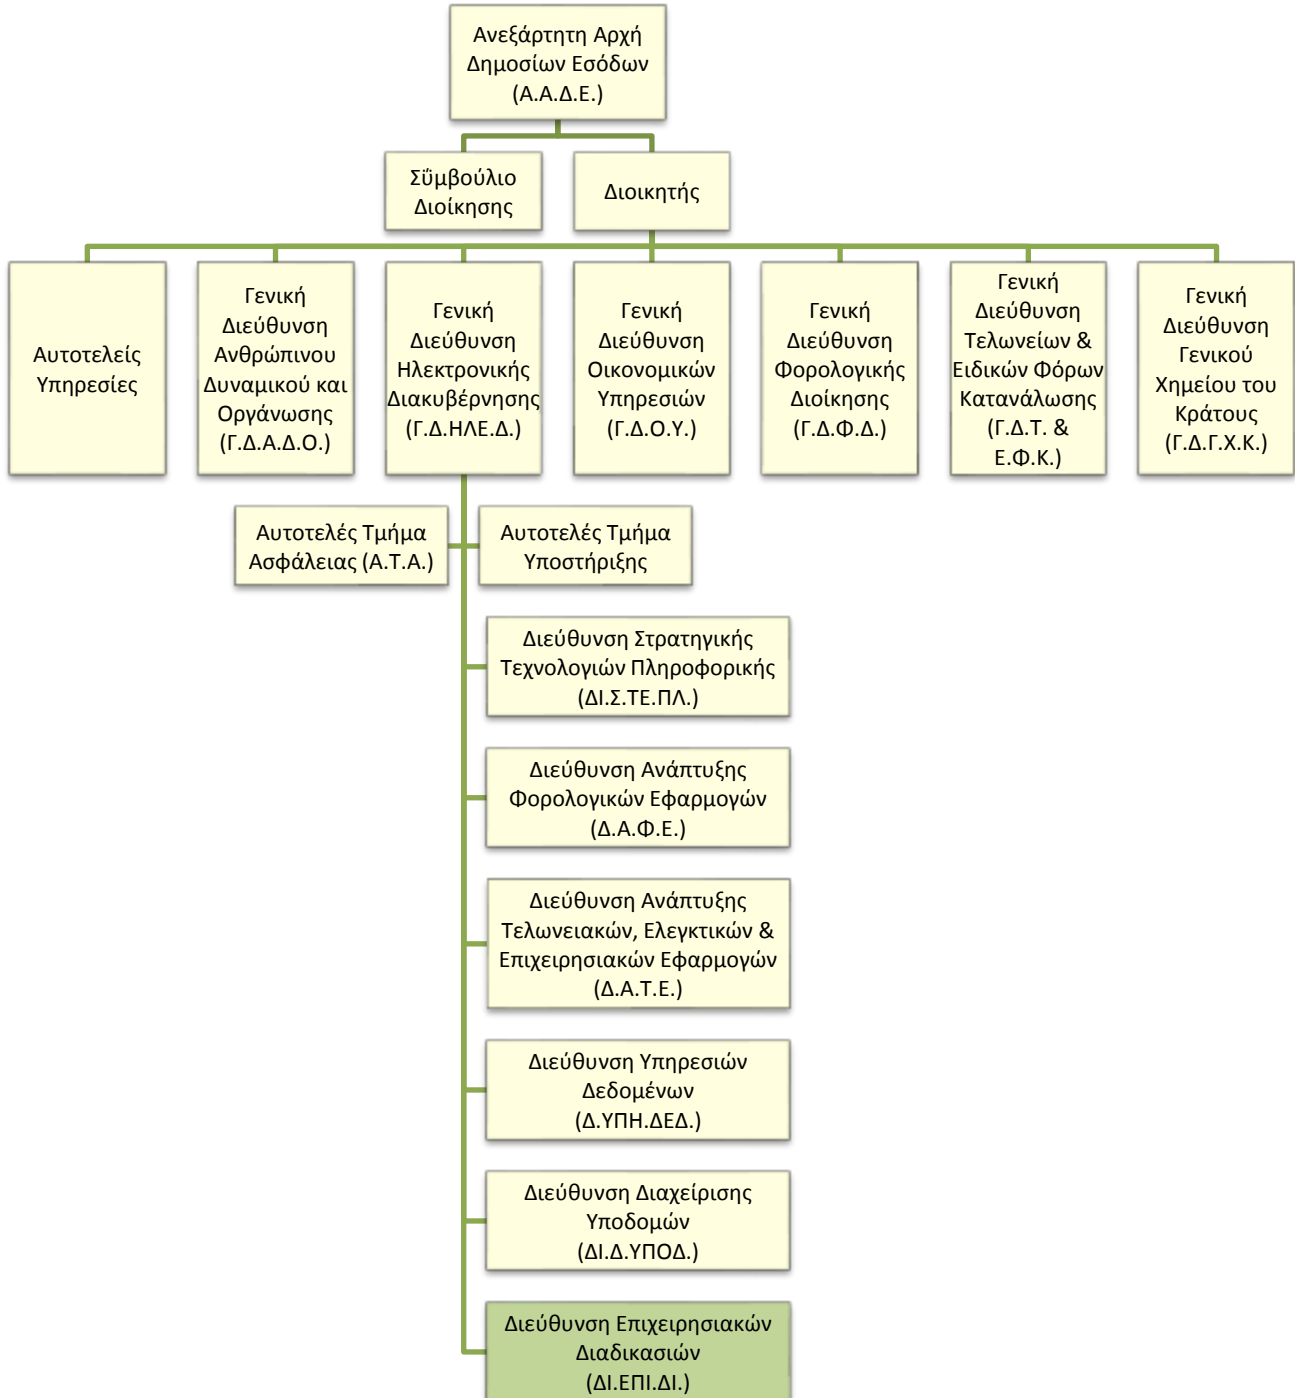 Ανεξάρτητη Αρχή
Δημοσίων Εσόδων
(Α.Α.Δ.Ε.)
Σΰμβούλιο
Διοίκησης
Διοικητής
Αυτοτελείς
Υπηρεσίες
Γενική
Διεύθυνση
Ανθρώπινου
Δυναμικού και
Οργάνωσης
(Γ.Δ.Α.Δ.Ο.)
Γενική
Διεύθυνση
Ηλεκτρονικής
Διακυβέρνησης
(Γ.Δ.ΗΛΕ.Δ.)
Γενική
Διεύθυνση
Οικονομικών
Υπηρεσιών
(Γ.Δ.Ο.Υ.)
Γενική
Διεύθυνση
Φορολογικής
Διοίκησης
(Γ.Δ.Φ.Δ.)
Γενική
Διεύθυνση
Τελωνείων &
Ειδικών Φόρων
Κατανάλωσης
(Γ.Δ.Τ. &
Ε.Φ.Κ.)
Γενική
Διεύθυνση
Γενικού
Χημείου του
Κράτους
(Γ.Δ.Γ.Χ.Κ.)
Αυτοτελές Τμήμα
Ασφάλειας (Α.Τ.Α.)
Αυτοτελές Τμήμα
Υποστήριξης
Διεύθυνση Στρατηγικής
Τεχνολογιών Πληροφορικής
(ΔΙ.Σ.ΤΕ.ΠΛ.)
Διεύθυνση Ανάπτυξης
Φορολογικών Εφαρμογών
(Δ.Α.Φ.Ε.)
Διεύθυνση Ανάπτυξης
Τελωνειακών, Ελεγκτικών &
Επιχειρησιακών Εφαρμογών
(Δ.Α.Τ.Ε.)
Διεύθυνση Υπηρεσιών
Δεδομένων
(Δ.ΥΠΗ.ΔΕΔ.)
Διεύθυνση Διαχείρισης
Υποδομών
(ΔΙ.Δ.ΥΠΟΔ.)
Διεύθυνση Επιχειρησιακών
Διαδικασιών
(ΔΙ.ΕΠΙ.ΔΙ.)